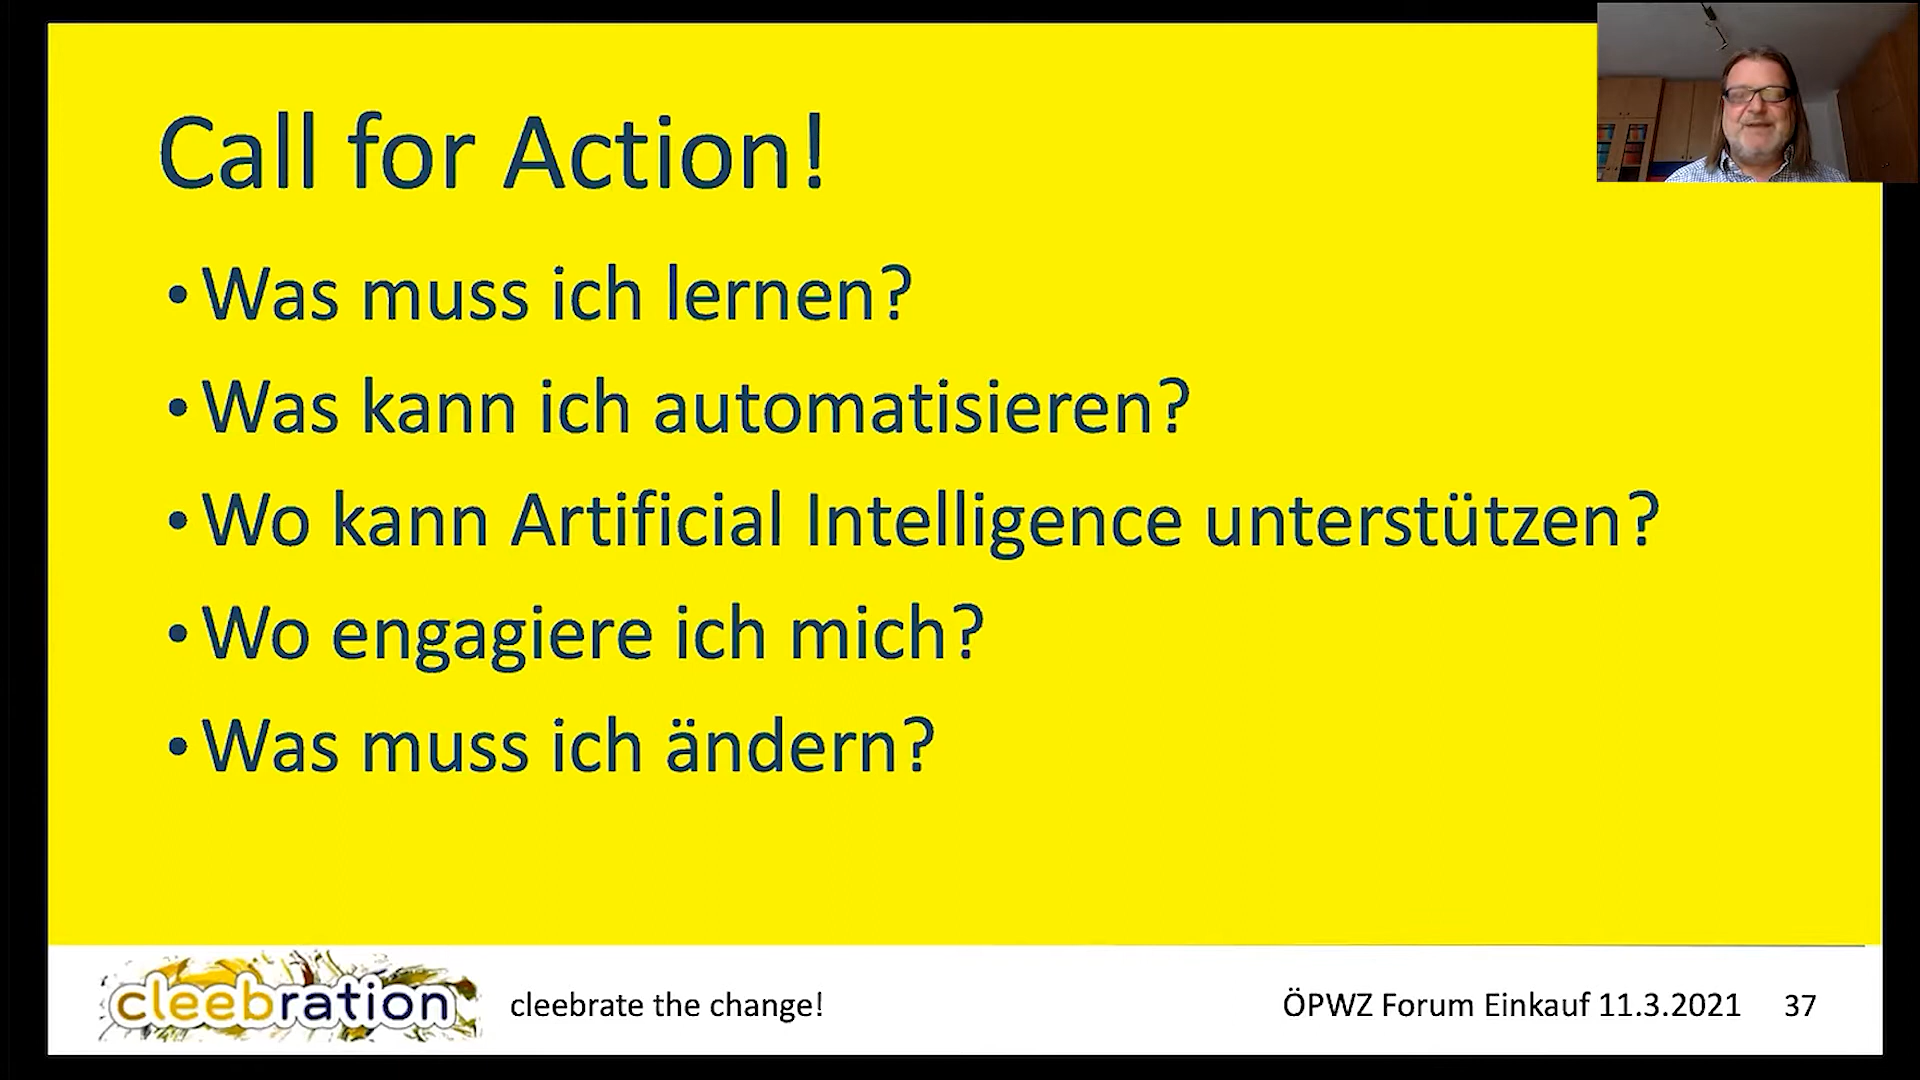 Call for Action!
• Was muss ich lernen?
• Was kann ich automatisieren?
• Wo kann Artificial Intelligence unterstützen?
• Wo engagiere ich mich?
• Was muss ich ändern?
cleebration
cleebrate the change!
ÖPWZ Forum Einkauf 11.3.2021
37